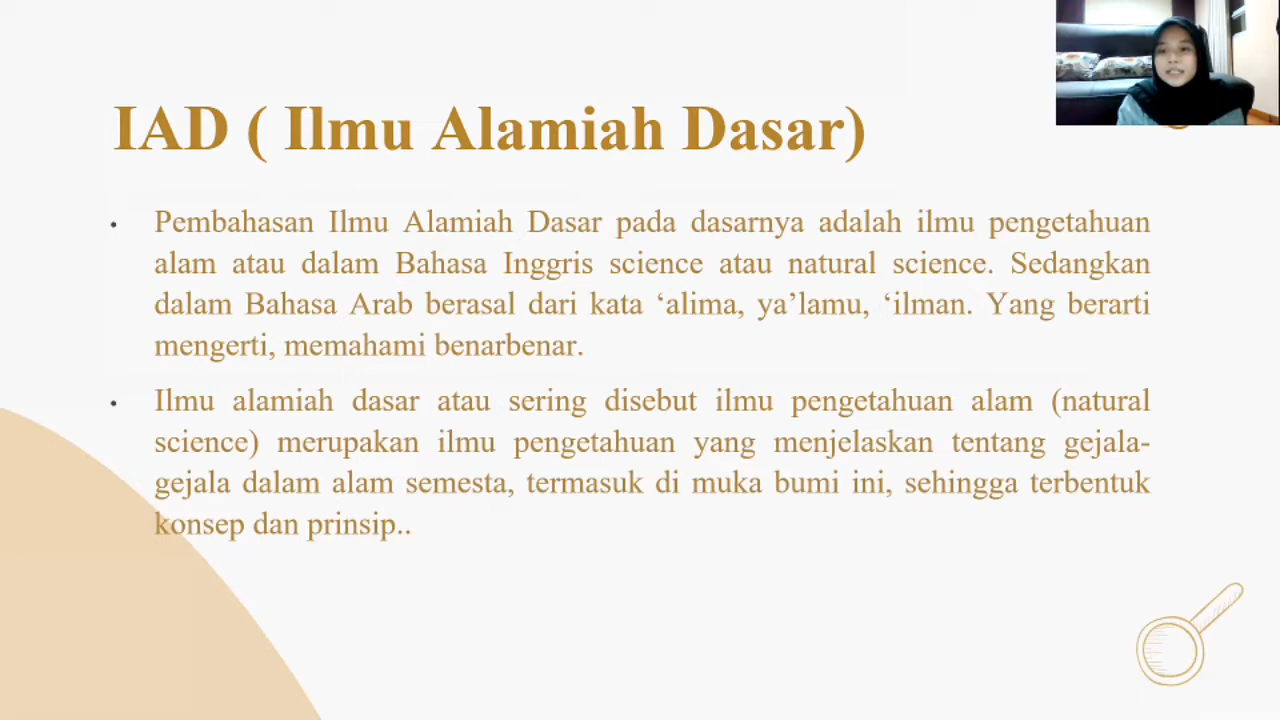 IAD ( Ilmu Alamiah Dasar)
• Pembahasan Ilmu Alamiah Dasar pada dasarnya adalah ilmu pengetahuan
alam atau dalam Bahasa Inggris science atau natural science. Sedangkan
dalam Bahasa Arab berasal dari kata ‘alima, ya’lamu, ‘ilman. Yang berarti
mengerti, memahami benarbenar.
• Ilmu alamiah dasar atau sering disebut ilmu pengetahuan alam (natural
science) merupakan ilmu pengetahuan yang menjelaskan tentang gejala-
gejala dalam alam semesta, termasuk di muka bumi ini, sehingga terbentuk
konsep dan prinsip..